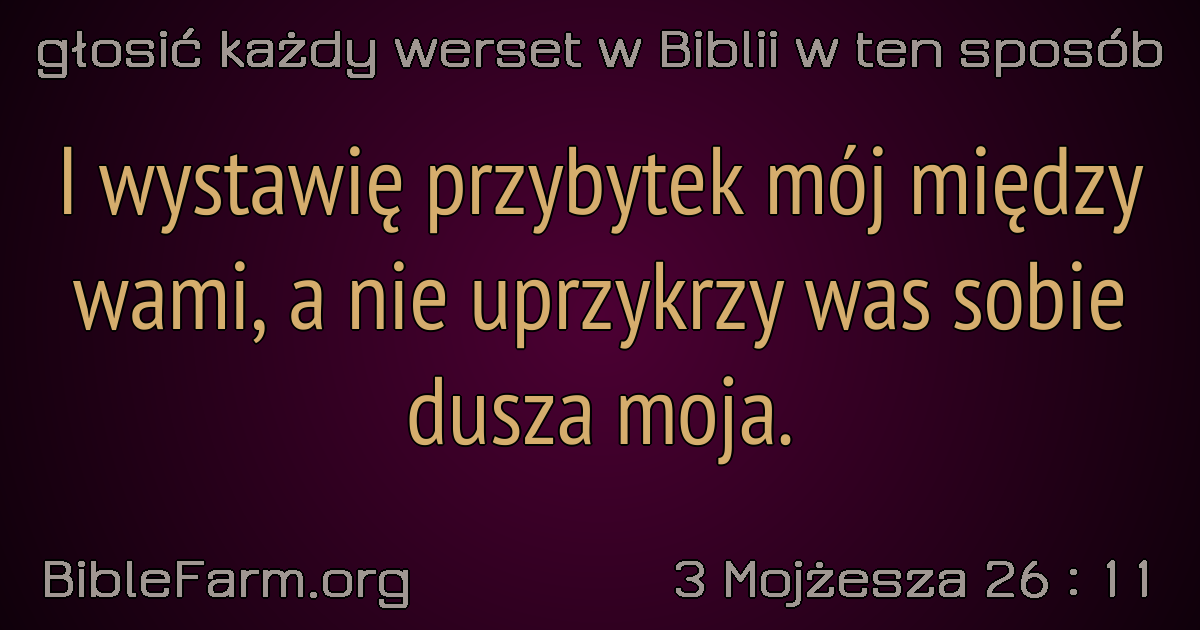 głosić każdy werset w Biblii w ten sposób
I wystawię przybytek mój między
wami, a nie uprzykrzy was sobie
dusza moja.
BibleFarm.org
3 Mojżesza 26 : 11